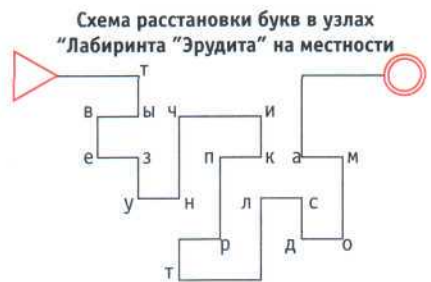 Схема расстановки букв в узлах
“Лабиринта ”Эрудита” на местности
т
в ы ч и
е з п к а м
у н л с
р д о
т